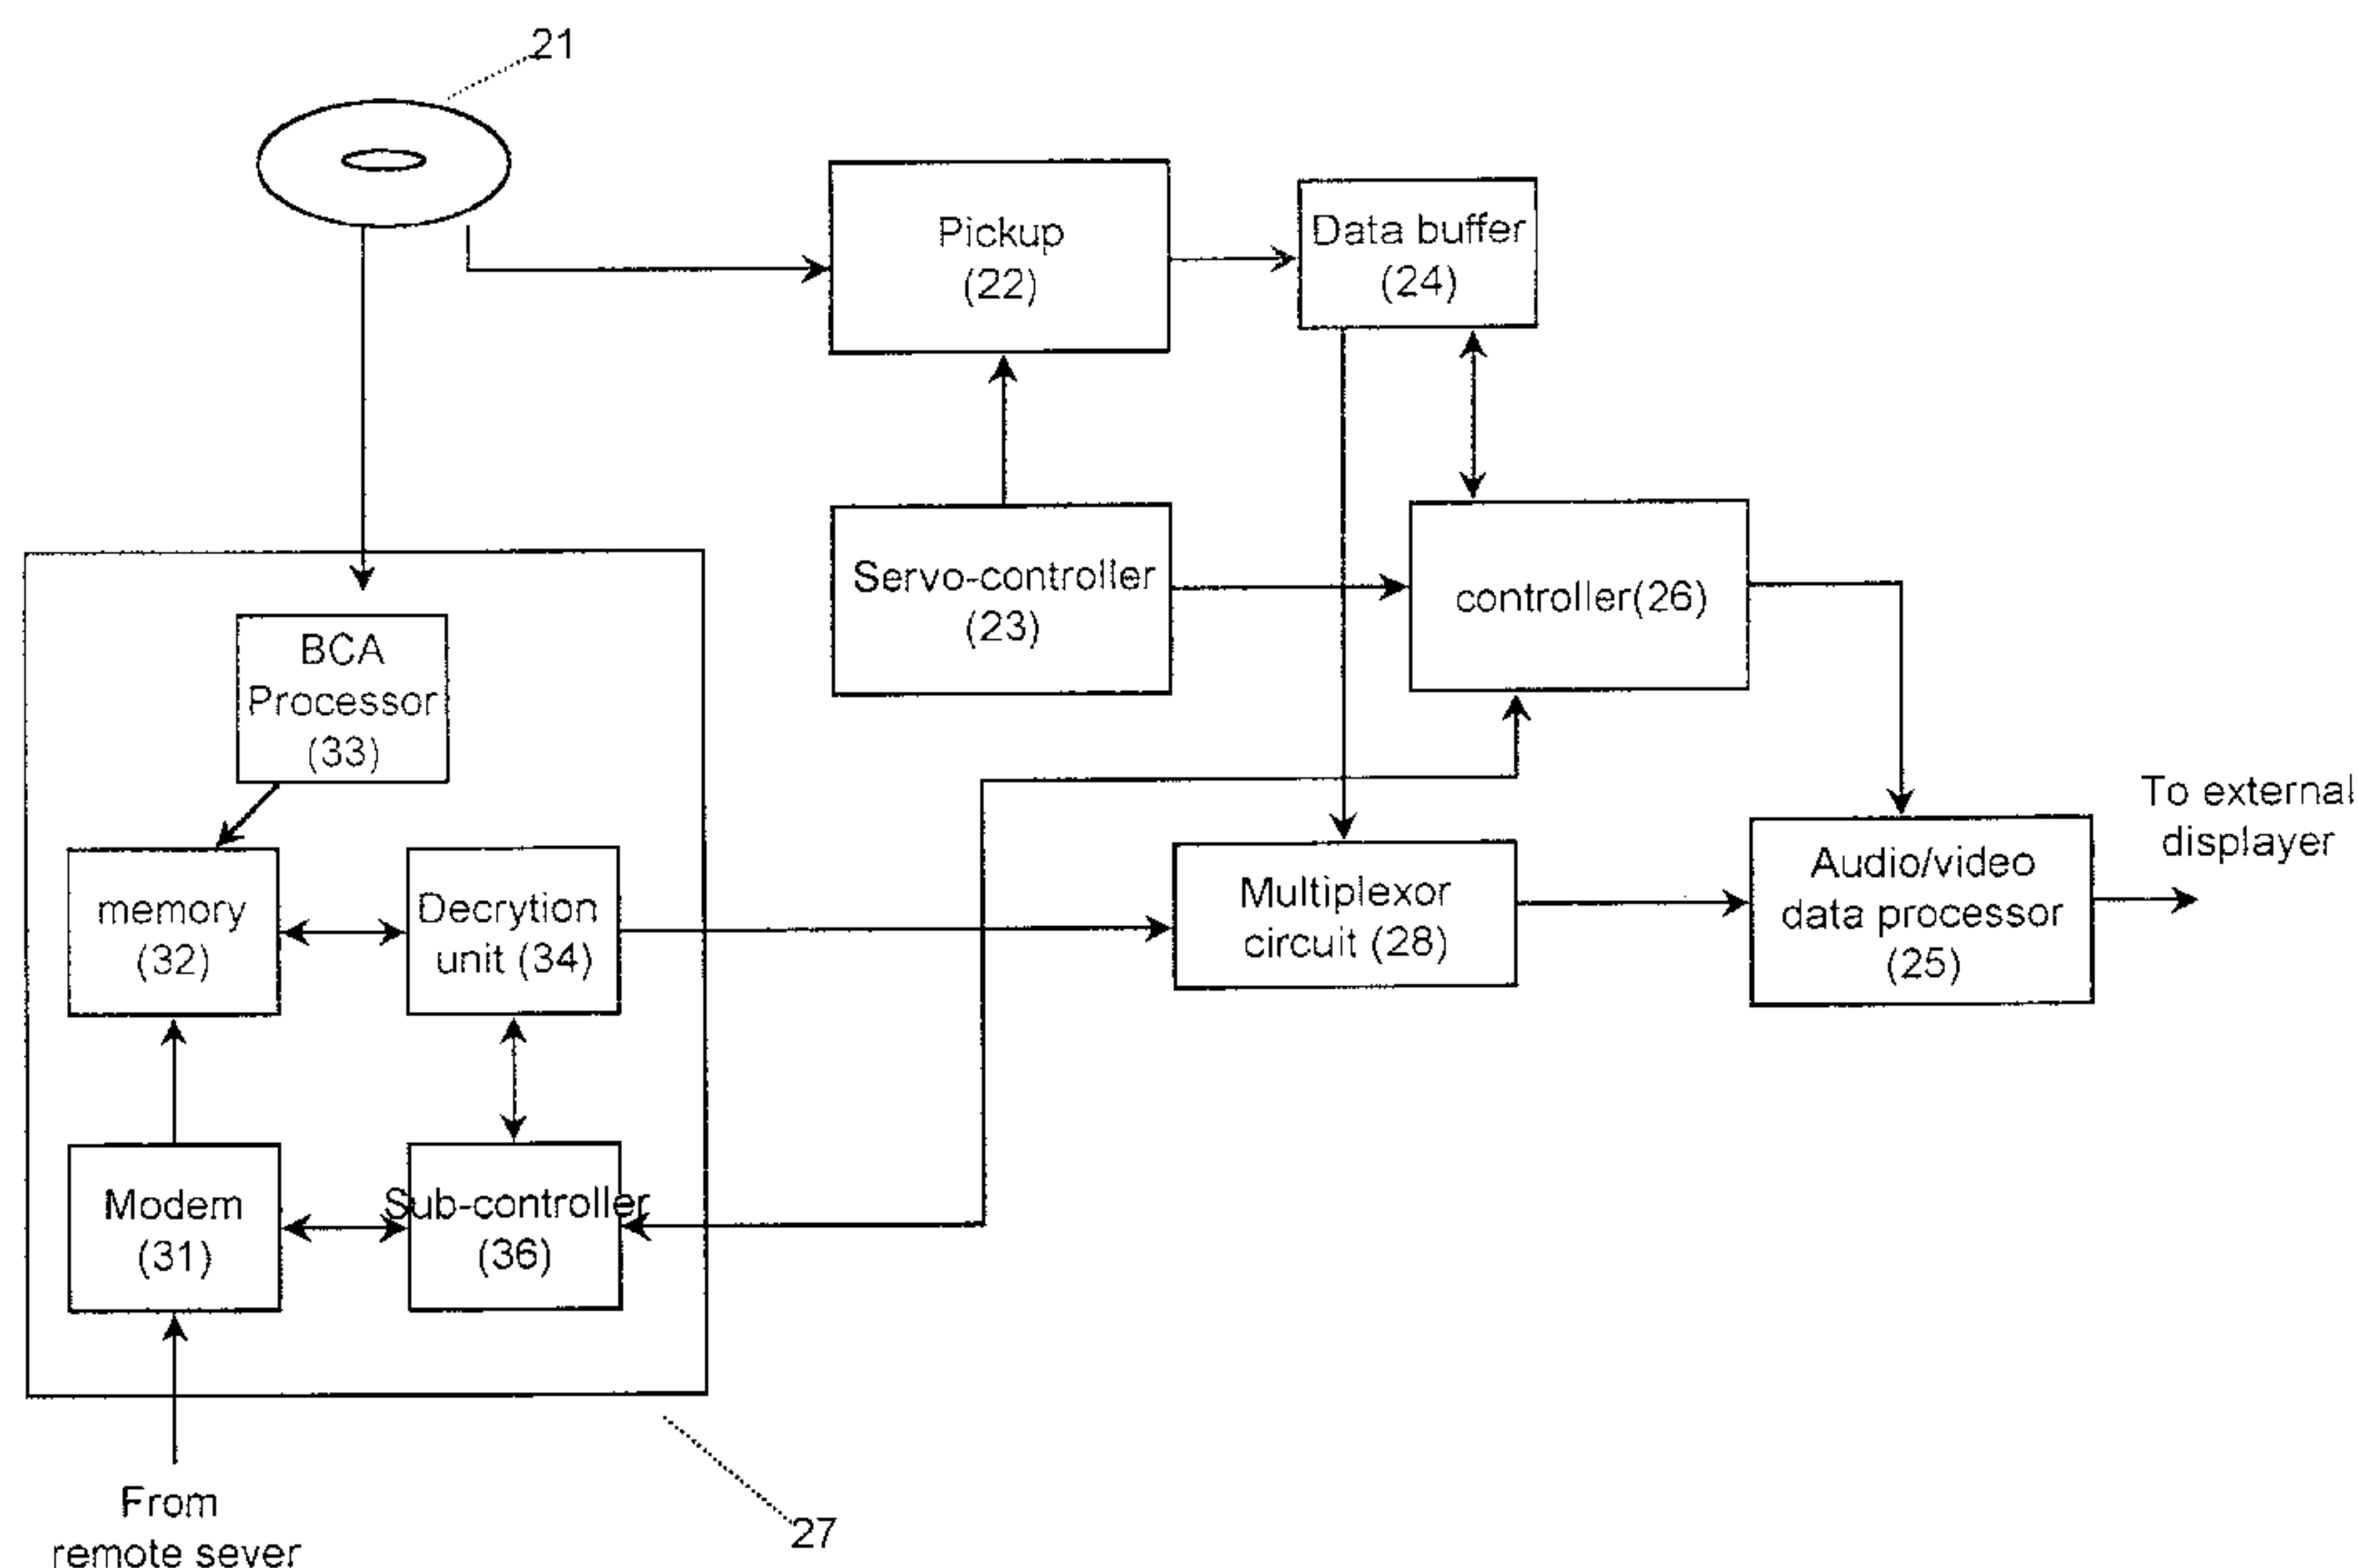 21
Pickup
(22)
Data buffer
(24)
Servo-controller
(23)
controller(26)
BCA
Processor
(33)
To external
displayer
memory
(32)
Decrytion
unit (34)
Multiplexor
circuit (28)
Audio/video
data processor
(25)
Modem
(31)
Sub-controller
(36)
From
remote sever
27